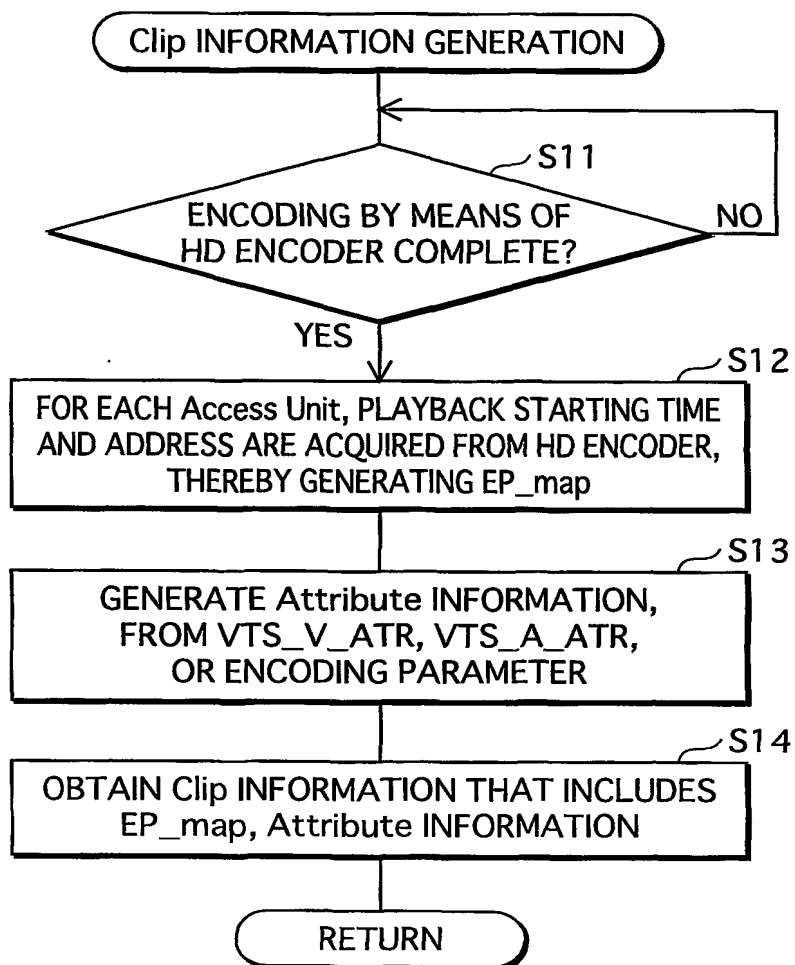 Clip INFORMATION GENERATION
S11
ENCODING BY MEANS OF
HD ENCODER COMPLETE?
NO
YES
S12
FOR EACH Access Unit, PLAYBACK STARTING TIME
AND ADDRESS ARE ACQUIRED FROM HD ENCODER,
THEREBY GENERATING EP_map
S13
GENERATE Attribute INFORMATION,
FROM VTS_V_ATR, VTS_A_ATR,
OR ENCODING PARAMETER
S14
OBTAIN Clip INFORMATION THAT INCLUDES
EP_map, Attribute INFORMATION
RETURN